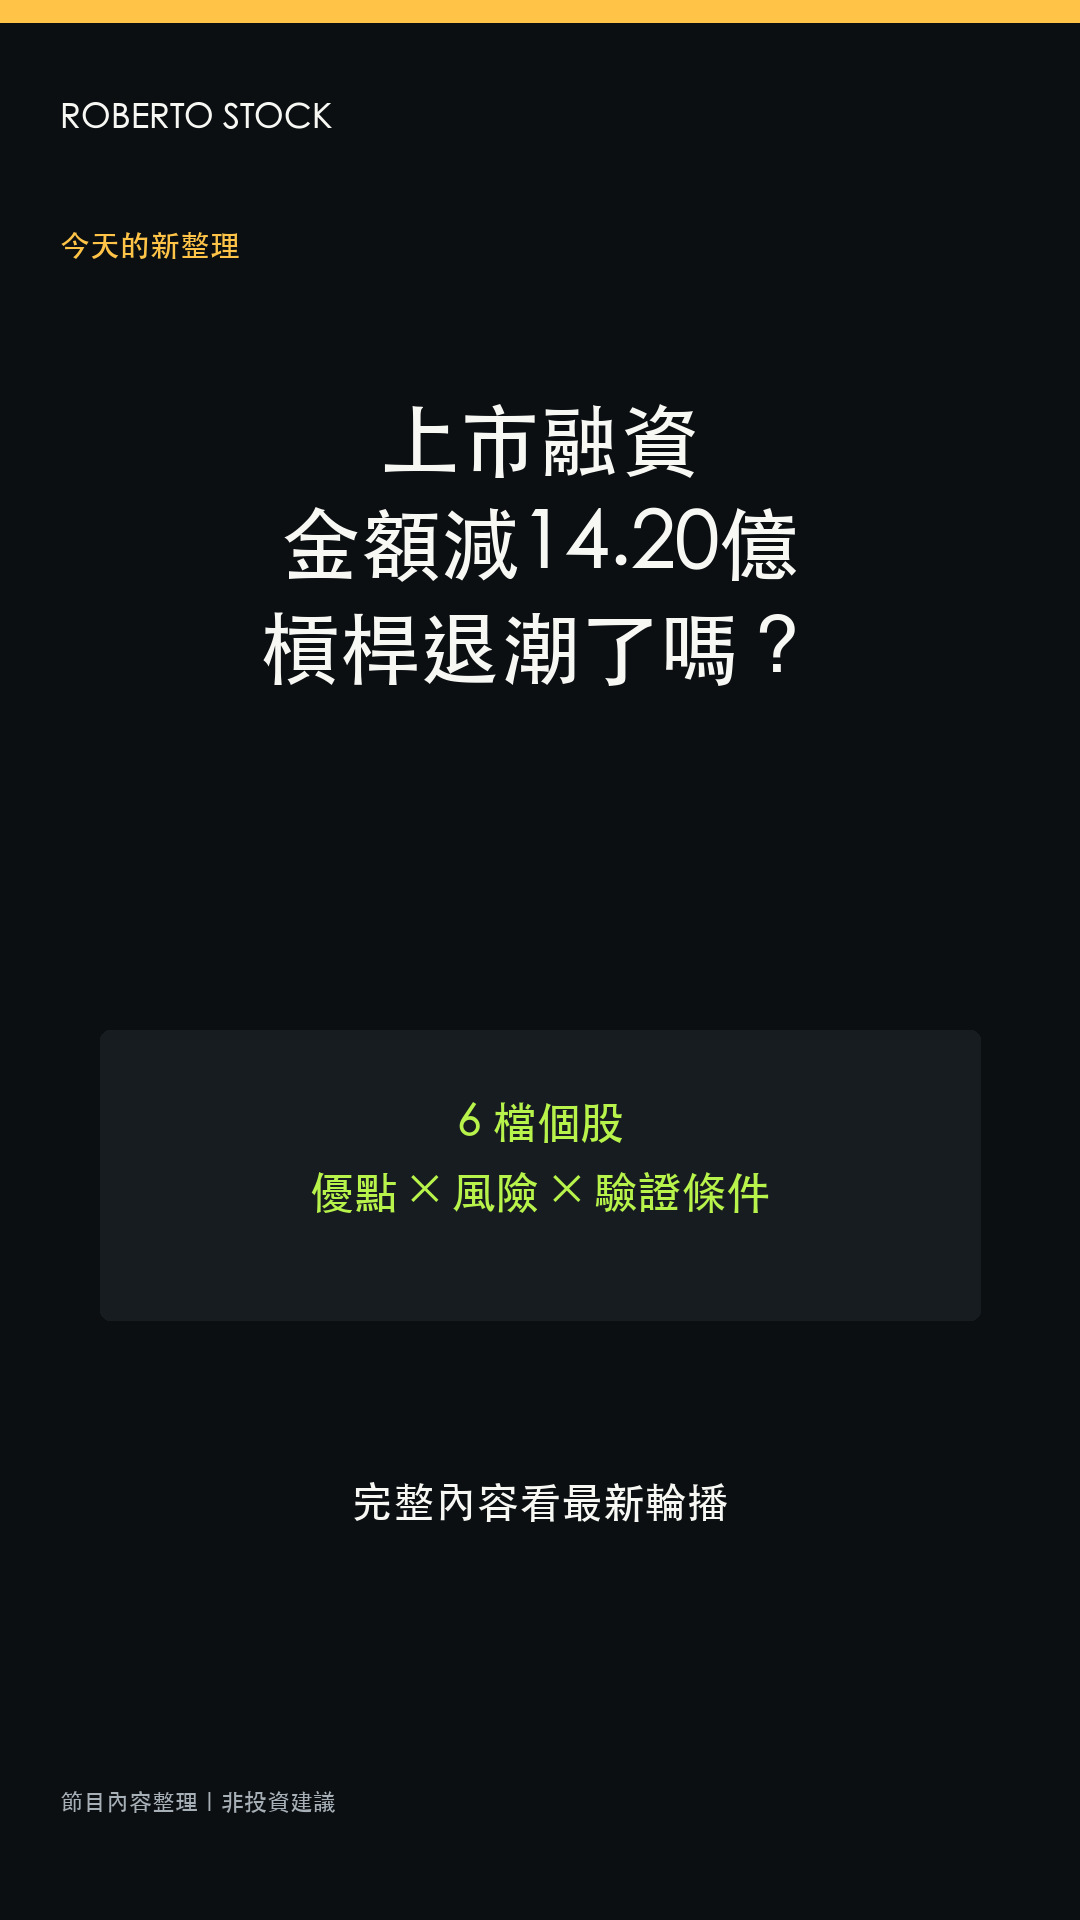 ROBERTO STOCK
今天的新整理
上市融資
金額減14.20億
槓桿退潮了嗎？
6 檔個股
優點 × 風險 × 驗證條件
完整內容看最新輪播
節目內容整理｜非投資建議